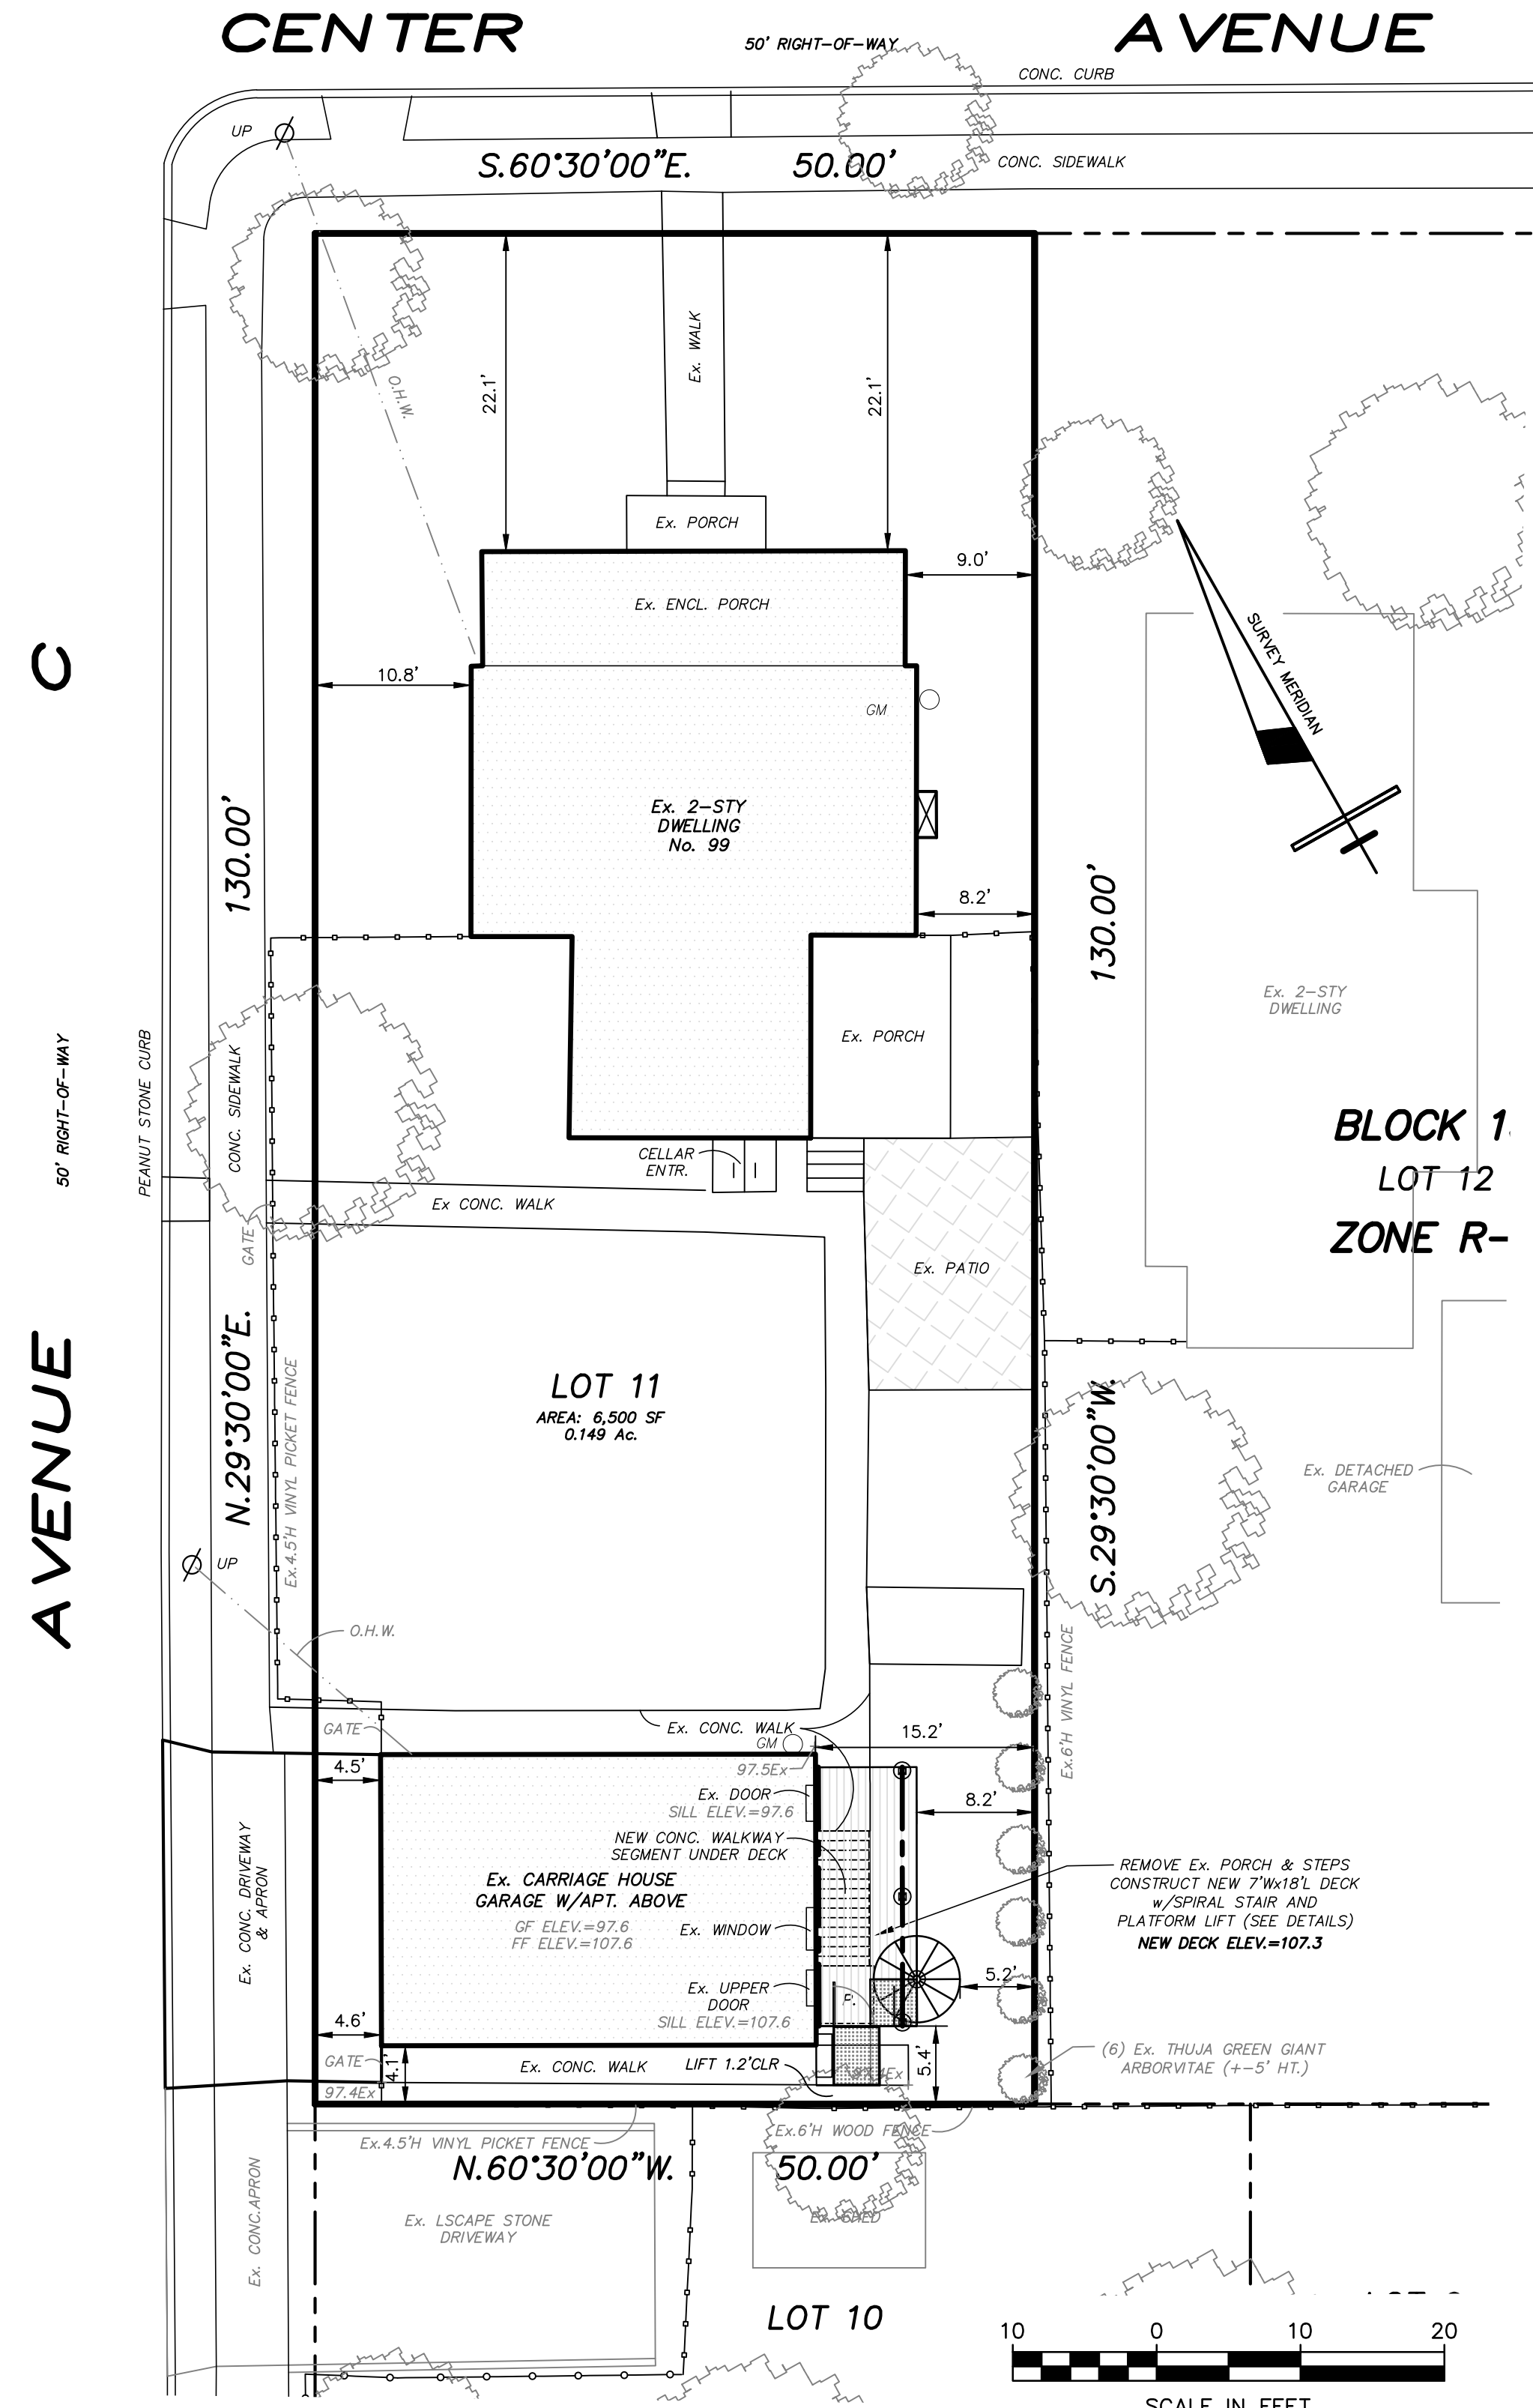 CENTER AVENUE
50' RIGHT-OF-WAY
CONC. CURB
UP
S.60°30'00"E. 50.00'
CONC. SIDEWALK
22.1'
Ex. WALK
22.1'
O.H.W.
Ex. PORCH
9.0'
Ex. ENCL. PORCH
10.8'
GM
SURVEY MERIDIAN
C AVENUE
50' RIGHT-OF-WAY
PEANUT STONE CURB
CONC. SIDEWALK
130.00'
N.29°30'00"E.
Ex. 2-STY
DWELLING
No. 99
8.2'
130.00'
S.29°30'00"W.
Ex. PORCH
Ex. 2-STY
DWELLING
BLOCK
LOT 12
ZONE R-
CELLAR
ENTR.
Ex CONC. WALK
GATE
Ex. PATIO
Ex.4.5'H VINYL PICKET FENCE
LOT 11
AREA: 6,500 SF
0.149 Ac.
Ex. DETACHED
GARAGE
UP
O.H.W.
Ex.6'H VINYL FENCE
GATE
Ex. CONC. WALK
GM
15.2'
4.5'
97.5Ex
Ex. DOOR
SILL ELEV.=97.6
8.2'
NEW CONC. WALKWAY
SEGMENT UNDER DECK
Ex. CONC. DRIVEWAY
& APRON
Ex. CARRIAGE HOUSE
GARAGE W/APT. ABOVE
GF ELEV.=97.6
FF ELEV.=107.6
Ex. WINDOW
REMOVE Ex. PORCH & STEPS
CONSTRUCT NEW 7'Wx18'L DECK
w/SPIRAL STAIR AND
PLATFORM LIFT (SEE DETAILS)
NEW DECK ELEV.=107.3
Ex. UPPER
DOOR
SILL ELEV.=107.6
P.
5.2'
4.6'
GATE
4.1'
Ex. CONC. WALK
LIFT 1.2'CLR
5.4'
97.4Ex
(6) Ex. THUJA GREEN GIANT
ARBORVITAE (+-5' HT.)
Ex.4.5'H VINYL PICKET FENCE
Ex.6'H WOOD FENCE
N.60°30'00"W. 50.00'
Ex. CONC.APRON
Ex. LSCAPE STONE
DRIVEWAY
Ex. SHED
LOT 10
10 0 10 20
SCALE IN FEET